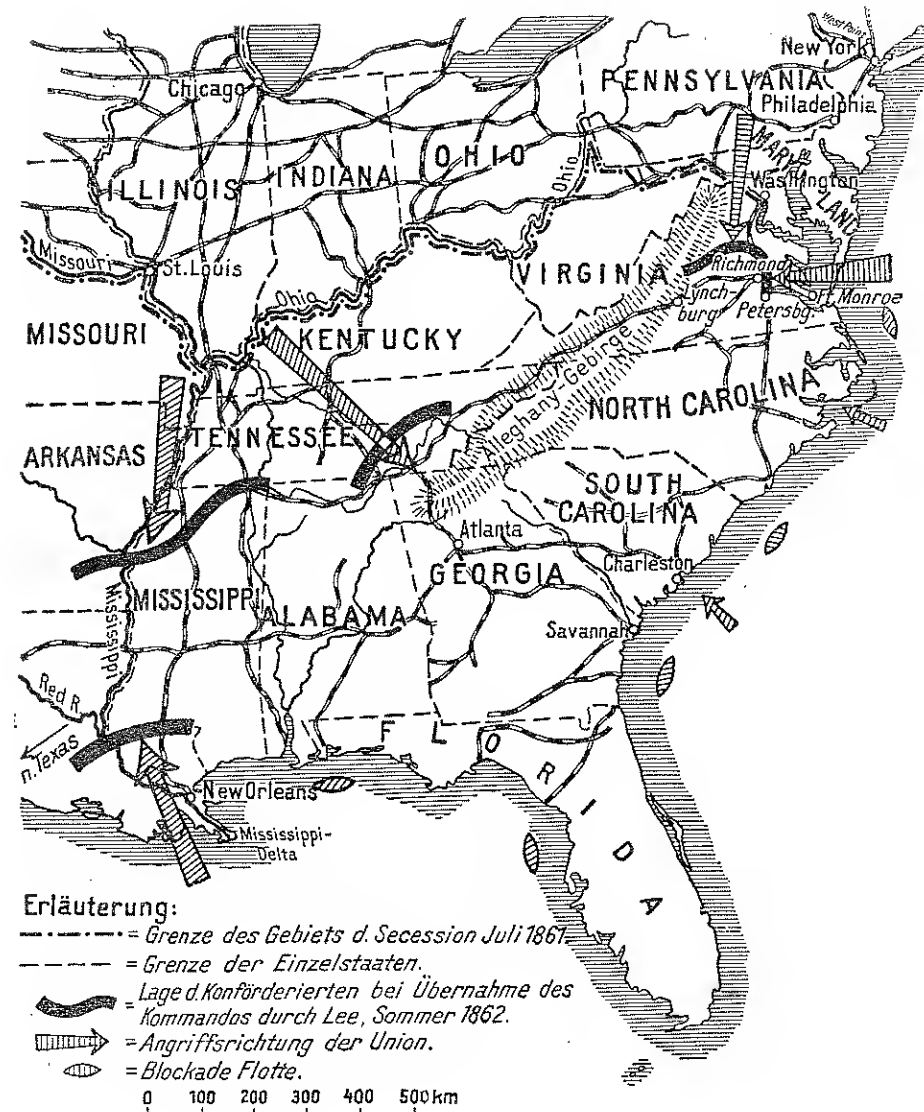 West Point
New York
PENNSYLVANIA
Philadelphia
Chicago
OHIO
MARY
LAND
INDIANA
ILLINOIS
Ohio
Washington
Missouri
St. Louis
VIRGINIA
Richmond
Ohio
Lynch-
burg
Petersbg.
Ft. Monroe
MISSOURI
KENTUCKY
Alleghany-Gebirge
NORTH CAROLINA
TENNESSEE
ARKANSAS
SOUTH
CAROLINA
Atlanta
GEORGIA
Charleston
Mississippi
MISSISSIPPI
ALABAMA
Savannah
Red R.
n. Texas
FLORIDA
New Orleans
Mississippi-
Delta
Erläuterung:
= Grenze des Gebiets d. Secession Juli 1861.
= Grenze der Einzelstaaten.
= Lage d. Konförderierten bei Übernahme des
Kommandos durch Lee, Sommer 1862.
= Angriffsrichtung der Union.
= Blockade Flotte.
0 100 200 300 400 500 km